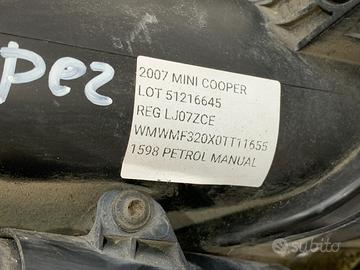 pez
2007 MINI COOPER
LOT 51216645
REG LJ07ZCE
WMWMF320X0TT11655
1598 PETROL MANUAL
subito